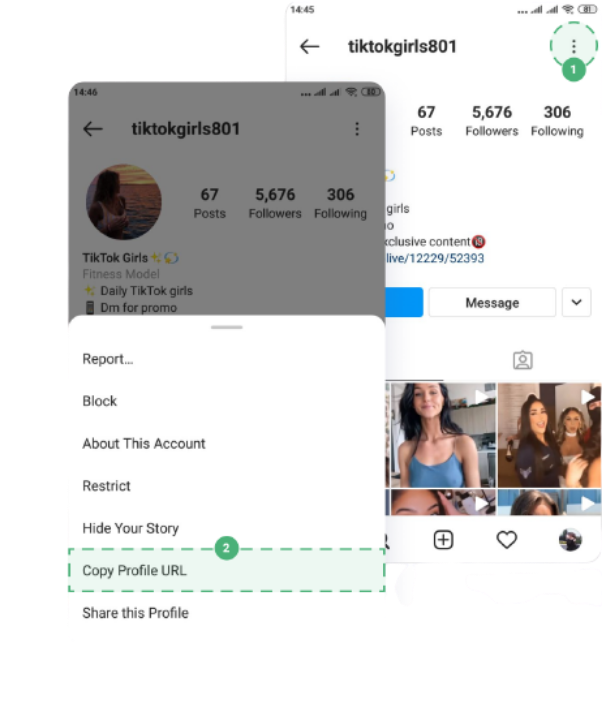 14:45
tiktokgirls801
1
67 5,676 306
Posts Followers Following
girls
xclusive content🔞
live/12229/52393
Message
14:46
30
tiktokgirls801
67 5,676 306
Posts Followers Following
TikTok Girls✨💫
Fitness Model
✨ Daily TikTok girls
📱 Dm for promo
Report...
Block
About This Account
Restrict
Hide Your Story
2
Copy Profile URL
Share this Profile